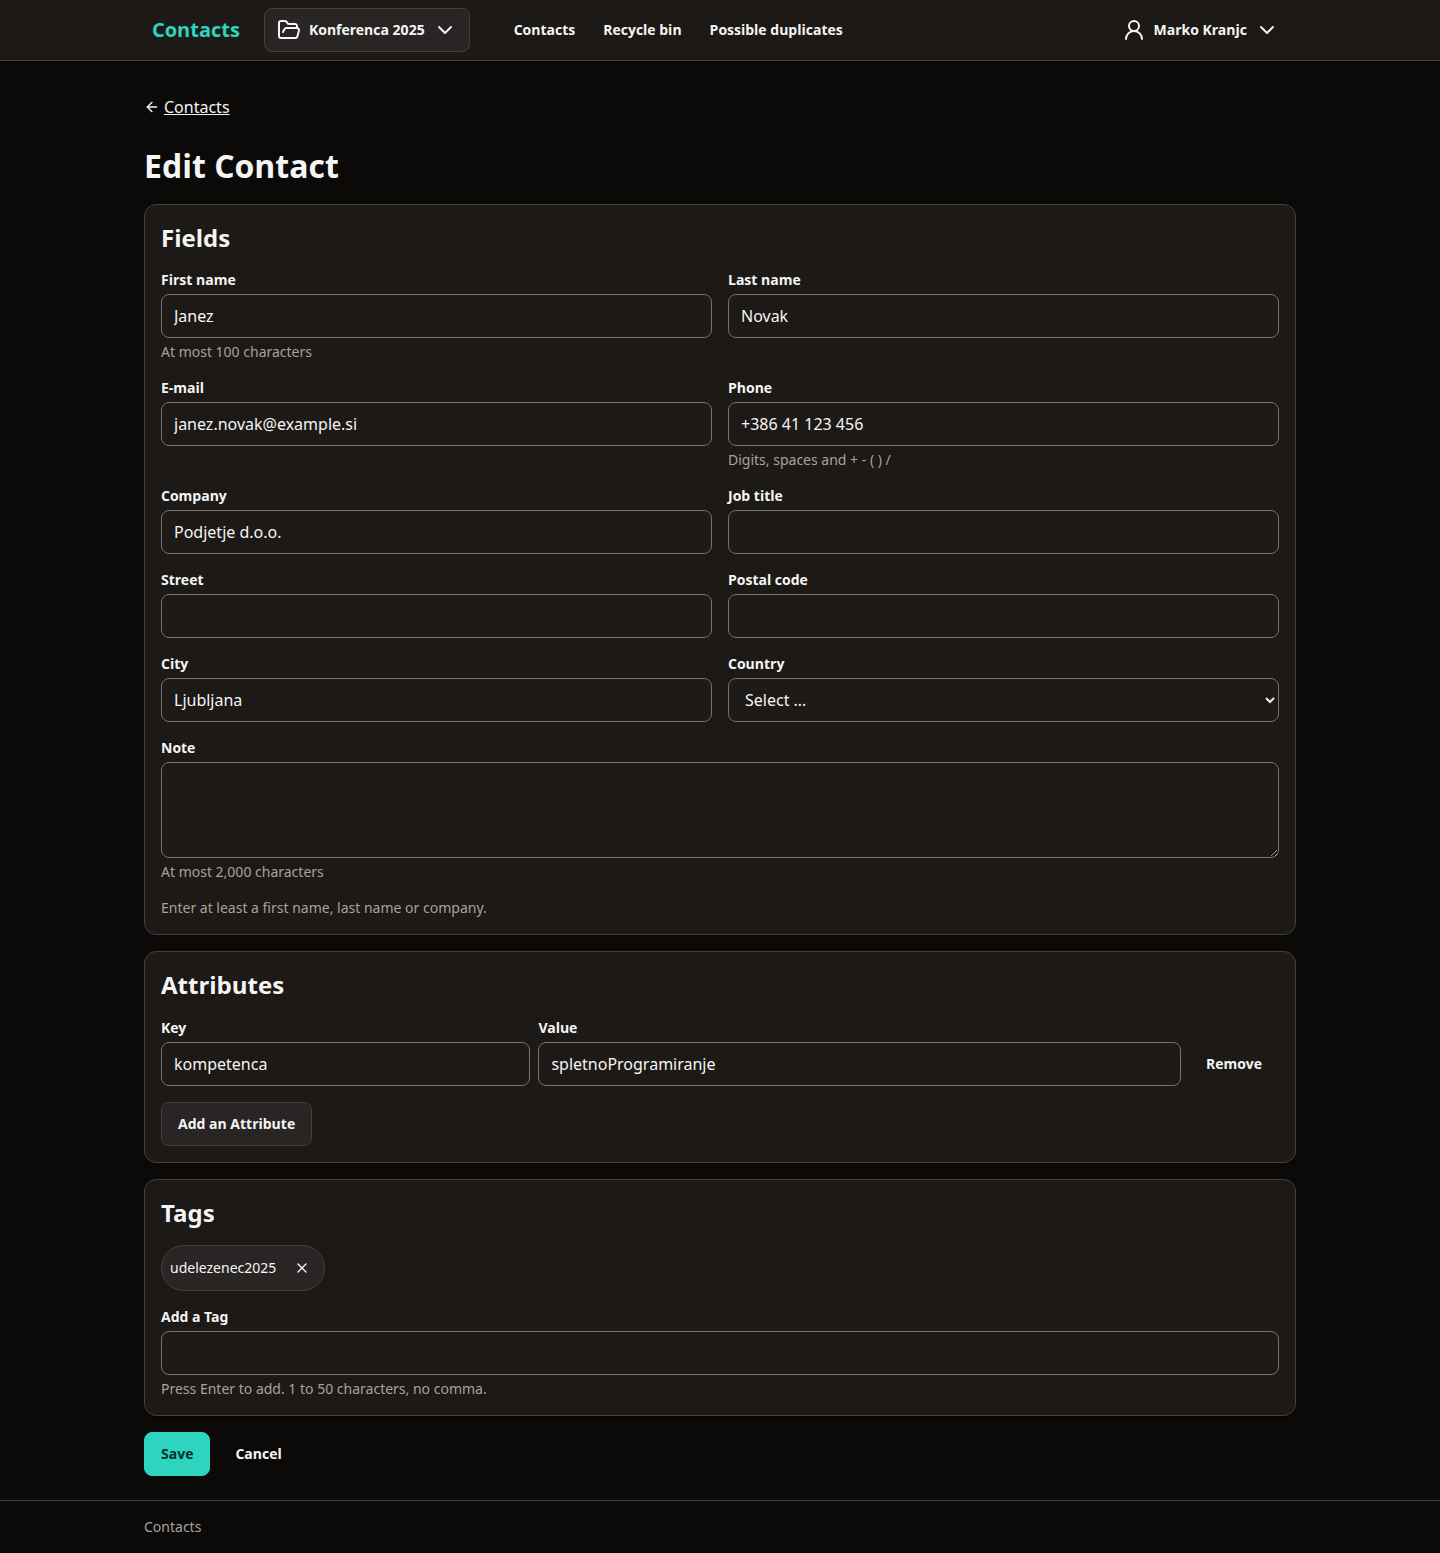 Contacts
Konferenca 2025
Contacts
Recycle bin
Possible duplicates
Marko Kranjc
← Contacts
Edit Contact
Fields
First name
Last name
Janez
Novak
At most 100 characters
E-mail
Phone
janez.novak@example.si
+386 41 123 456
Digits, spaces and + - ( ) /
Company
Job title
Podjetje d.o.o.
Street
Postal code
City
Country
Ljubljana
Select ...
Note
At most 2,000 characters
Enter at least a first name, last name or company.
Attributes
Key
Value
kompetenca
spletnoProgramiranje
Remove
Add an Attribute
Tags
udelezenec2025
Add a Tag
Press Enter to add. 1 to 50 characters, no comma.
Save
Cancel
Contacts